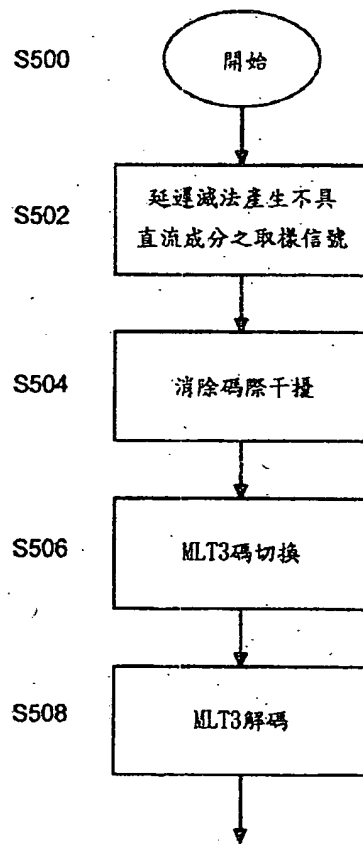 S500
開始
S502
延遲減法產生不具
直流成分之取樣信號
S504
消除碼際干擾
S506
MLT3碼切換
S508
MLT3解碼